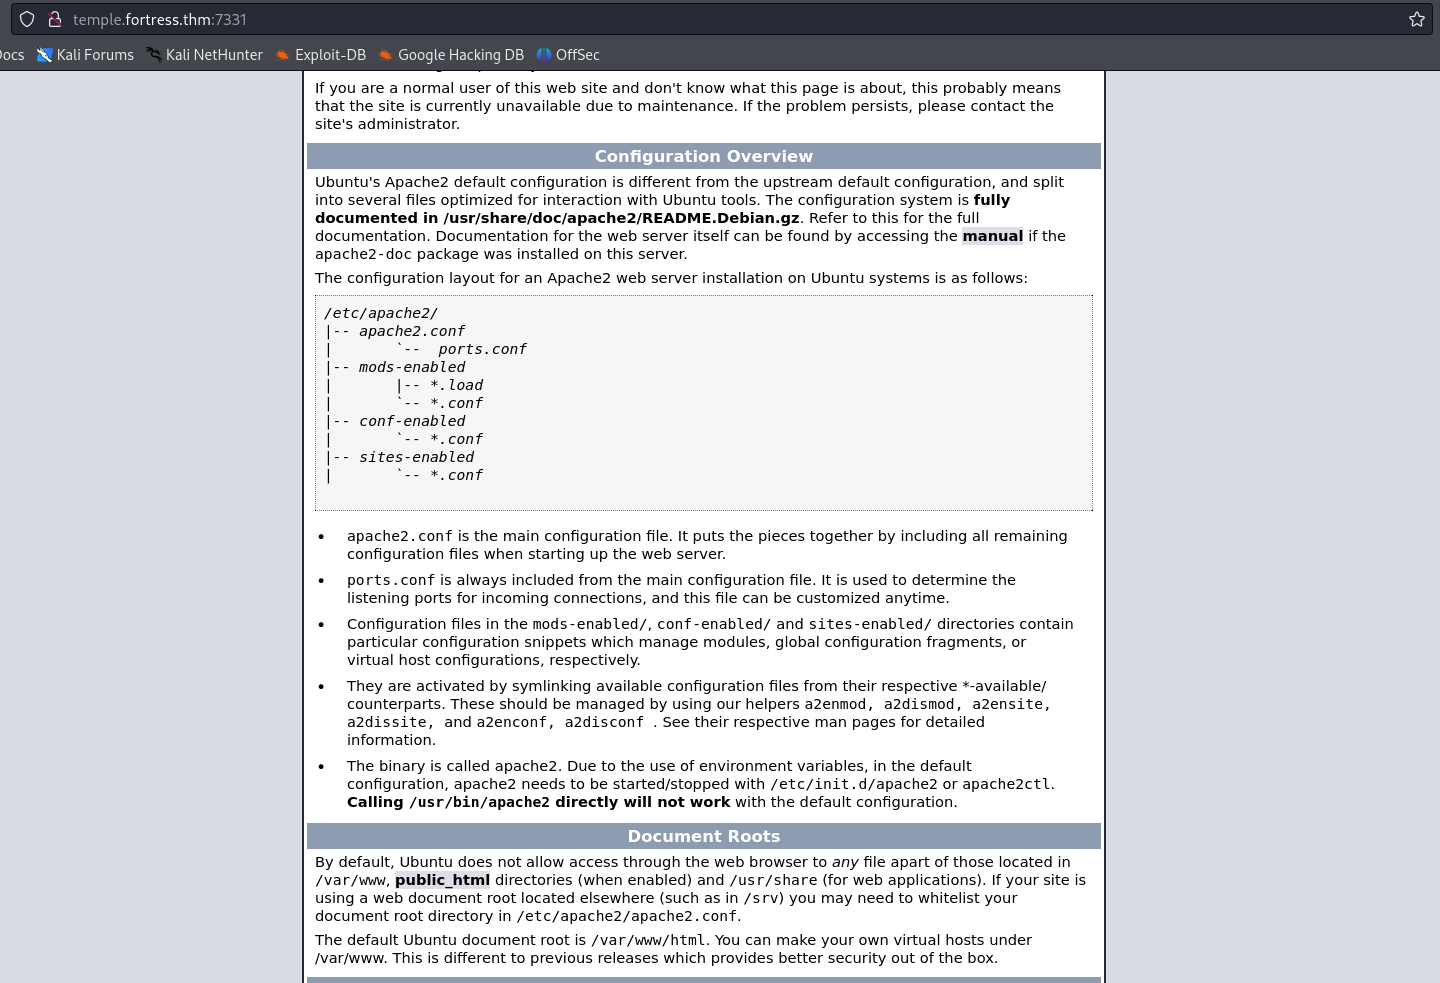 temple.fortress.thm:7331
Docs Kali Forums Kali NetHunter Exploit-DB Google Hacking DB OffSec
If you are a normal user of this web site and don't know what this page is about, this probably means
that the site is currently unavailable due to maintenance. If the problem persists, please contact the
site's administrator.
Configuration Overview
Ubuntu's Apache2 default configuration is different from the upstream default configuration, and split
into several files optimized for interaction with Ubuntu tools. The configuration system is fully
documented in /usr/share/doc/apache2/README.Debian.gz. Refer to this for the full
documentation. Documentation for the web server itself can be found by accessing the manual if the
apache2-doc package was installed on this server.
The configuration layout for an Apache2 web server installation on Ubuntu systems is as follows:
/etc/apache2/
|-- apache2.conf
|       `--  ports.conf
|-- mods-enabled
|       |-- *.load
|       `-- *.conf
|-- conf-enabled
|       `-- *.conf
|-- sites-enabled
|       `-- *.conf
• apache2.conf is the main configuration file. It puts the pieces together by including all remaining
configuration files when starting up the web server.
• ports.conf is always included from the main configuration file. It is used to determine the
listening ports for incoming connections, and this file can be customized anytime.
• Configuration files in the mods-enabled/, conf-enabled/ and sites-enabled/ directories contain
particular configuration snippets which manage modules, global configuration fragments, or
virtual host configurations, respectively.
• They are activated by symlinking available configuration files from their respective *-available/
counterparts. These should be managed by using our helpers a2enmod, a2dismod, a2ensite,
a2dissite, and a2enconf, a2disconf . See their respective man pages for detailed
information.
• The binary is called apache2. Due to the use of environment variables, in the default
configuration, apache2 needs to be started/stopped with /etc/init.d/apache2 or apache2ctl.
Calling /usr/bin/apache2 directly will not work with the default configuration.
Document Roots
By default, Ubuntu does not allow access through the web browser to any file apart of those located in
/var/www, public_html directories (when enabled) and /usr/share (for web applications). If your site is
using a web document root located elsewhere (such as in /srv) you may need to whitelist your
document root directory in /etc/apache2/apache2.conf.
The default Ubuntu document root is /var/www/html. You can make your own virtual hosts under
/var/www. This is different to previous releases which provides better security out of the box.